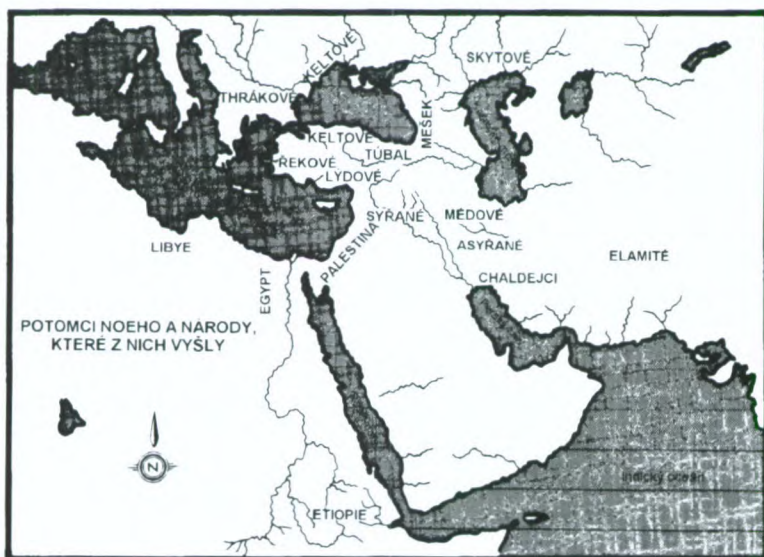 KELTOVÉ
SKYTOVÉ
THRÁKOVÉ
MEŠEK
KELTOVÉ
TÚBAL
ŘEKOVÉ
LÝDOVÉ
SYŘANÉ
MÉDOVÉ
LIBYE
PALESTINA
ASYŘANÉ
ELAMITÉ
EGYPT
CHALDEJCI
POTOMCI NOEHO A NÁRODY,
KTERÉ Z NICH VYŠLY
Z
Indický oceán
ETIOPIE